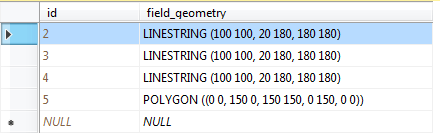 id field_geometry
2 LINESTRING (100 100, 20 180, 180 180)
3 LINESTRING (100 100, 20 180, 180 180)
4 LINESTRING (100 100, 20 180, 180 180)
5 POLYGON ((0 0, 150 0, 150 150, 0 150, 0 0))
NULL NULL